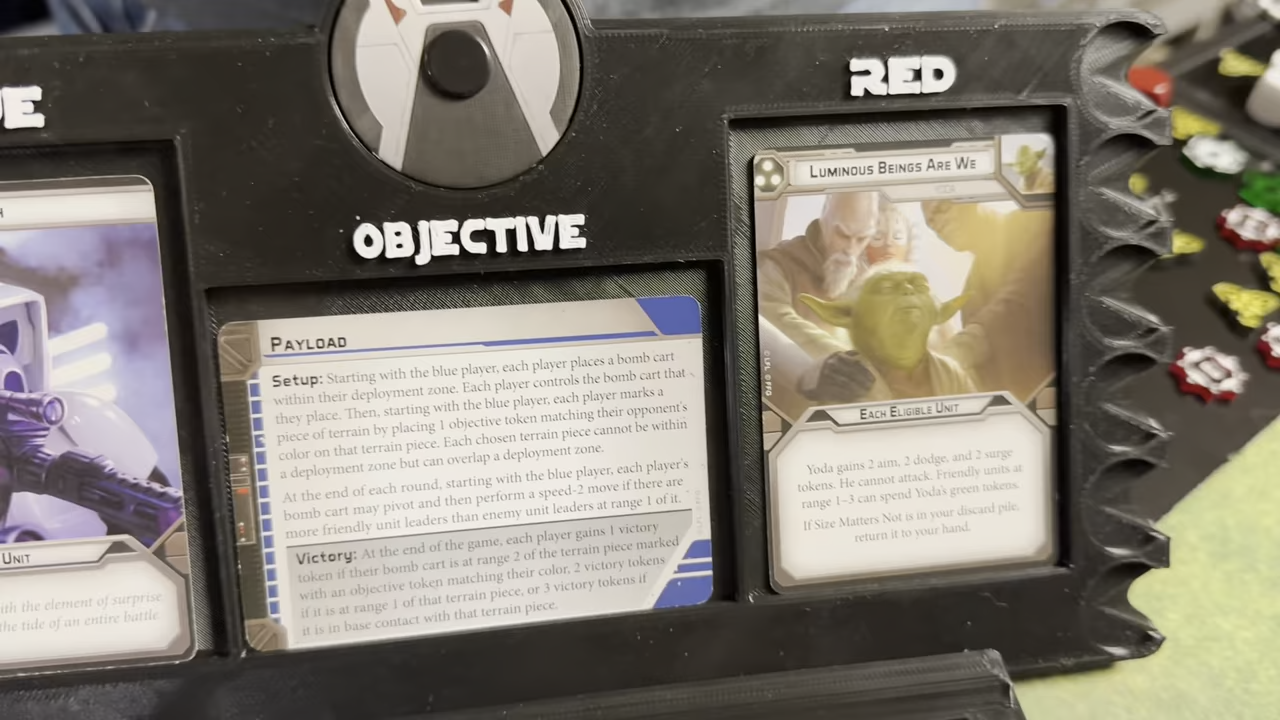 UE
RED
OBJECTIVE
LUMINOUS BEINGS ARE WE
YODA
PAYLOAD
Setup: Starting with the blue player, each player places a bomb cart
within their deployment zone. Each player controls the bomb cart that
they place. Then, starting with the blue player, each player marks a
piece of terrain by placing 1 objective token matching their opponent's
color on that terrain piece. Each chosen terrain piece cannot be within
a deployment zone but can overlap a deployment zone.
At the end of each round, starting with the blue player, each player's
bomb cart may pivot and then perform a speed-2 move if there are
more friendly unit leaders than enemy unit leaders at range 1 of it.
Victory: At the end of the game, each player gains 1 victory
token if their bomb cart is at range 2 of the terrain piece marked
with an objective token matching their color, 2 victory tokens
if it is at range 1 of that terrain piece, or 3 victory tokens if
it is in base contact with that terrain piece.
©LFL ©FFG
EACH ELIGIBLE UNIT
Yoda gains 2 aim, 2 dodge, and 2 surge
tokens. He cannot attack. Friendly units at
range 1–3 can spend Yoda's green tokens.
If Size Matters Not is in your discard pile,
return it to your hand.
UNIT
ith the element of surprise
the tide of an entire battle.